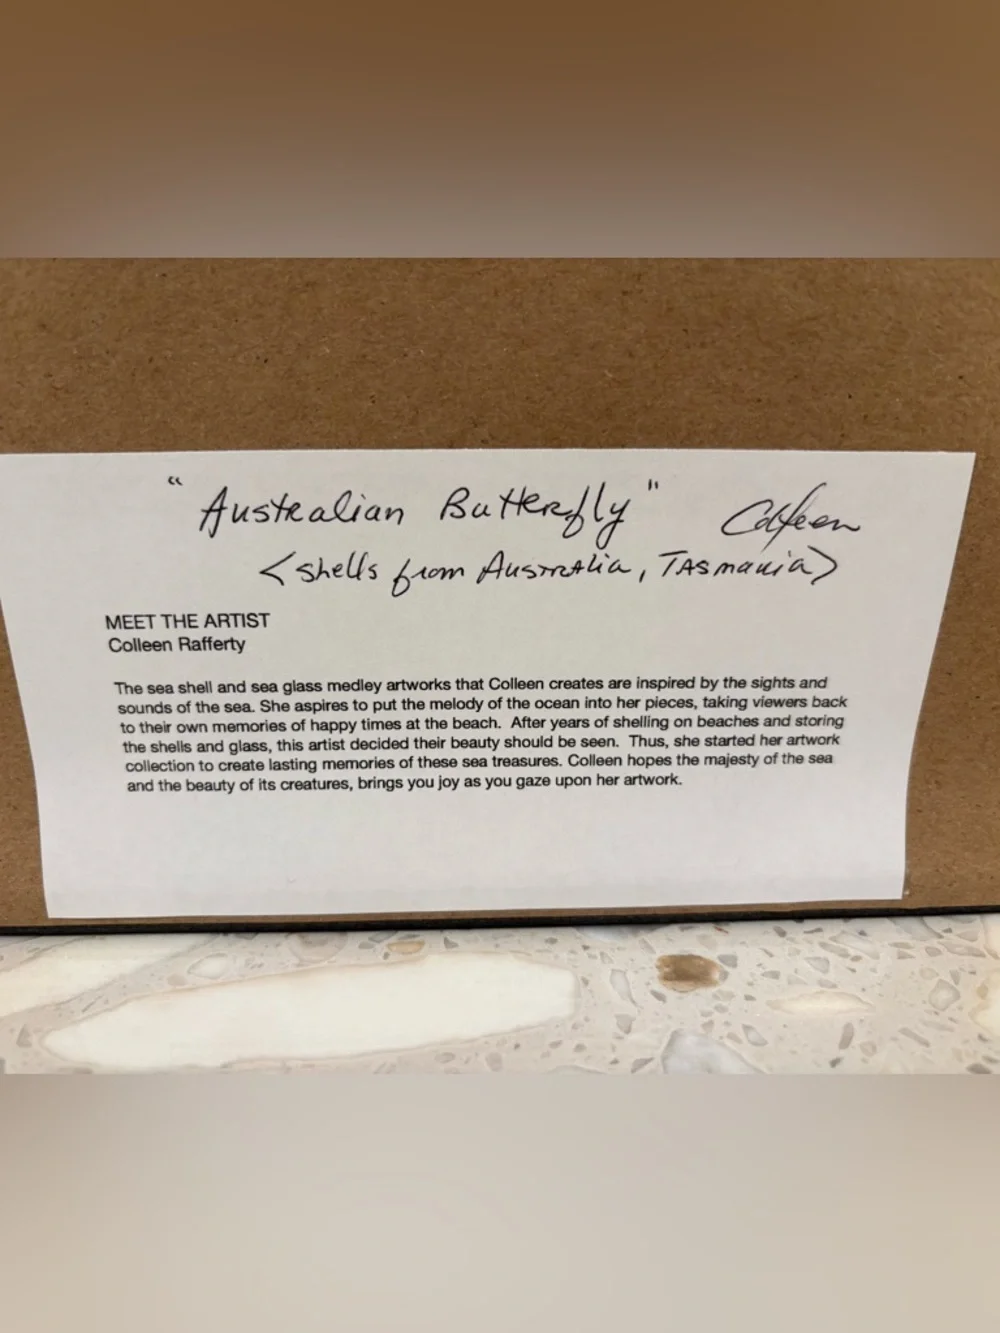 “Australian Butterfly" Colleen
<shells from Australia, Tasmania>
MEET THE ARTIST
Colleen Rafferty
The sea shell and sea glass medley artworks that Colleen creates are inspired by the sights and
sounds of the sea. She aspires to put the melody of the ocean into her pieces, taking viewers back
to their own memories of happy times at the beach. After years of shelling on beaches and storing
the shells and glass, this artist decided their beauty should be seen. Thus, she started her artwork
collection to create lasting memories of these sea treasures. Colleen hopes the majesty of the sea
and the beauty of its creatures, brings you joy as you gaze upon her artwork.